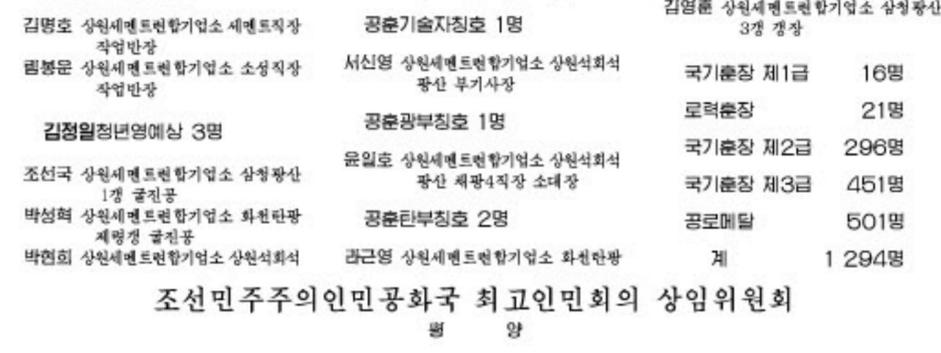 김명호 상원세멘트련합기업소 세멘트직장
작업반장
렴봉운 상원세멘트련합기업소 소성직장
작업반장
김정일청년영예상 3명
조선국 상원세멘트련합기업소 삼청광산
1갱 굴진공
박성혁 상원세멘트련합기업소 화천탄광
제령갱 굴진공
박현희 상원세멘트련합기업소 상원석회석
공훈기술자칭호 1명
서신영 상원세멘트련합기업소 상원석회석
광산 부기사장
공훈광부칭호 1명
윤일호 상원세멘트련합기업소 상원석회석
광산 채광4직장 소대장
공훈탄부칭호 2명
라근영 상원세멘트련합기업소 화천탄광
김영훈 상원세멘트련합기업소 삼청광산
3갱 갱장
국기훈장 제1급 16명
로력훈장 21명
국기훈장 제2급 296명
국기훈장 제3급 451명
공로메달 501명
계 1 294명
조선민주주의인민공화국 최고인민회의 상임위원회
평 양